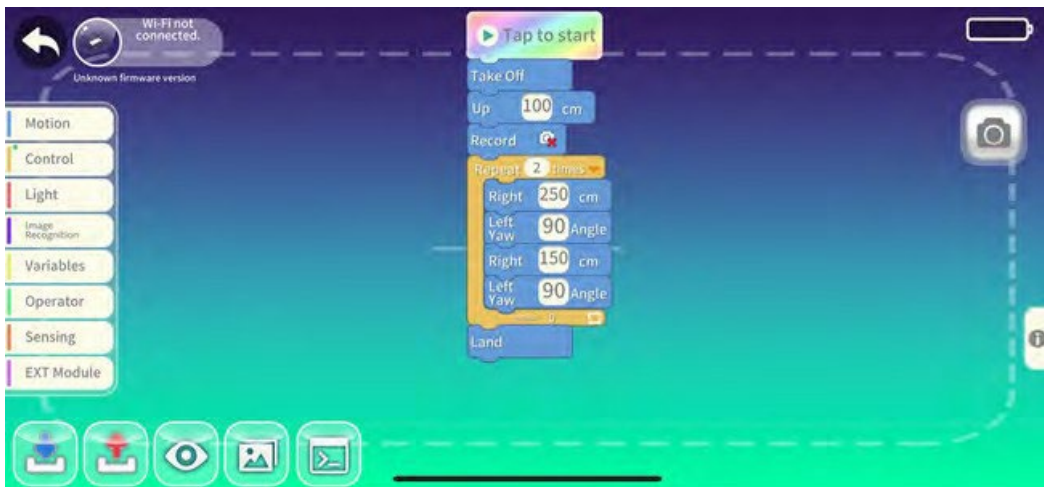 Wi-Fi not
connected.
Unknown firmware version
Tap to start
Take Off
Up 100 cm
Record
Repeat 2 times
Right 250 cm
Left
Yaw 90 Angle
Right 150 cm
Left
Yaw 90 Angle
0
Land
Motion
Control
Light
Image
Recognition
Variables
Operator
Sensing
EXT Module